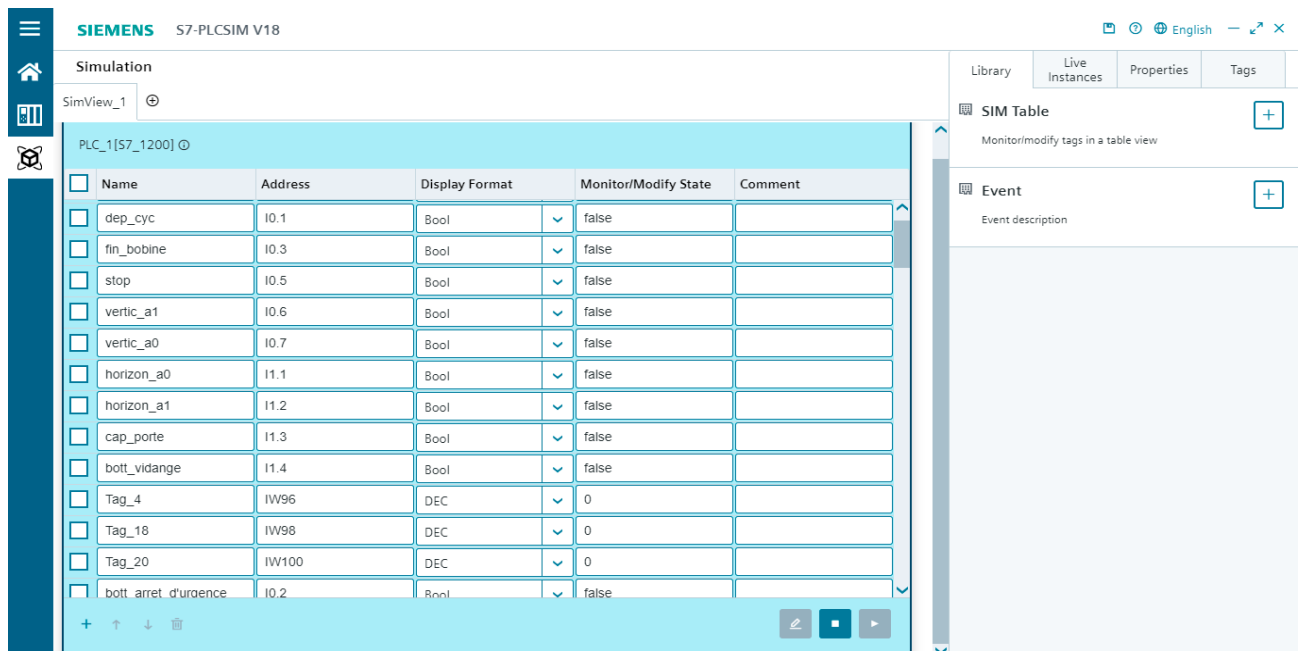 SIEMENS S7-PLCSIM V18 English
Simulation
SimView_1
PLC_1[S7_1200]
Name Address Display Format Monitor/Modify State Comment
dep_cyc I0.1 Bool false
fin_bobine I0.3 Bool false
stop I0.5 Bool false
vertic_a1 I0.6 Bool false
vertic_a0 I0.7 Bool false
horizon_a0 I1.1 Bool false
horizon_a1 I1.2 Bool false
cap_porte I1.3 Bool false
bott_vidange I1.4 Bool false
Tag_4 IW96 DEC 0
Tag_18 IW98 DEC 0
Tag_20 IW100 DEC 0
bott_arret_d'urgence I0.2 Bool false
Library Live Instances Properties Tags
SIM Table
Monitor/modify tags in a table view
Event
Event description